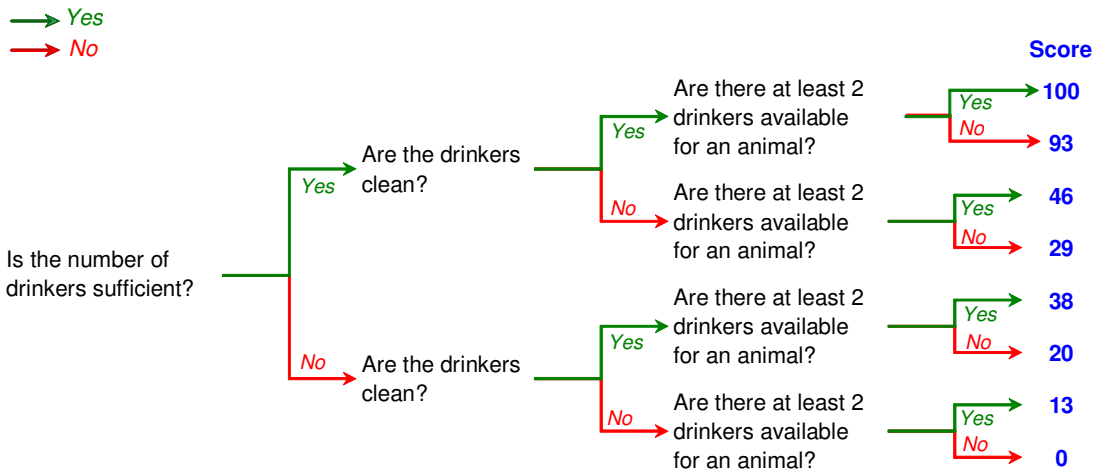 Yes
No
Score
Are there at least 2
drinkers available
for an animal?
Yes
100
No
93
Are the drinkers
clean?
Yes
Yes
No
Are there at least 2
drinkers available
for an animal?
Yes
46
No
29
Is the number of
drinkers sufficient?
Are there at least 2
drinkers available
for an animal?
Yes
38
No
20
No
Are the drinkers
clean?
Yes
No
Are there at least 2
drinkers available
for an animal?
Yes
13
No
0